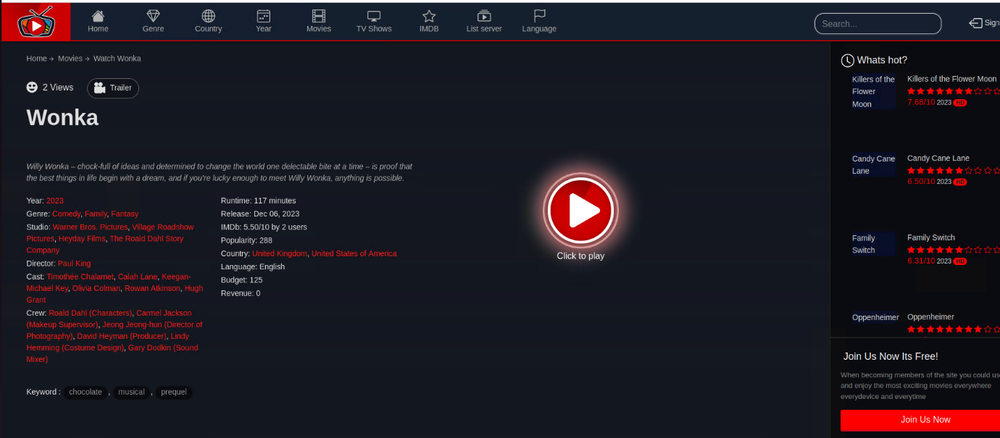 Home
Genre
Country
Year
Movies
TV Shows
IMDB
List server
Language
Search...
Sign
Home → Movies → Watch Wonka
2 Views
Trailer
Wonka
Willy Wonka – chock-full of ideas and determined to change the world one delectable bite at a time – is proof that
the best things in life begin with a dream, and if you're lucky enough to meet Willy Wonka, anything is possible.
Year: 2023
Genre: Comedy, Family, Fantasy
Studio: Warner Bros. Pictures, Village Roadshow
Pictures, Heyday Films, The Roald Dahl Story
Company
Director: Paul King
Cast: Timothée Chalamet, Calah Lane, Keegan-
Michael Key, Olivia Colman, Rowan Atkinson, Hugh
Grant
Crew: Roald Dahl (Characters), Carmel Jackson
(Makeup Supervisor), Jeong Jeong-hun (Director of
Photography), David Heyman (Producer), Lindy
Hemming (Costume Design), Gary Dodkin (Sound
Mixer)
Runtime: 117 minutes
Release: Dec 06, 2023
IMDb: 5.50/10 by 2 users
Popularity: 288
Country: United Kingdom, United States of America
Language: English
Budget: 125
Revenue: 0
Keyword : chocolate , musical , prequel
Click to play
Whats hot?
Killers of the
Flower
Moon
Killers of the Flower Moon
7.68/10 2023 HD
Candy Cane
Lane
Candy Cane Lane
6.50/10 2023 HD
Family
Switch
Family Switch
6.31/10 2023 HD
Oppenheimer
Oppenheimer
Join Us Now Its Free!
When becoming members of the site you could us
and enjoy the most exciting movies everywhere
everydevice and everytime
Join Us Now